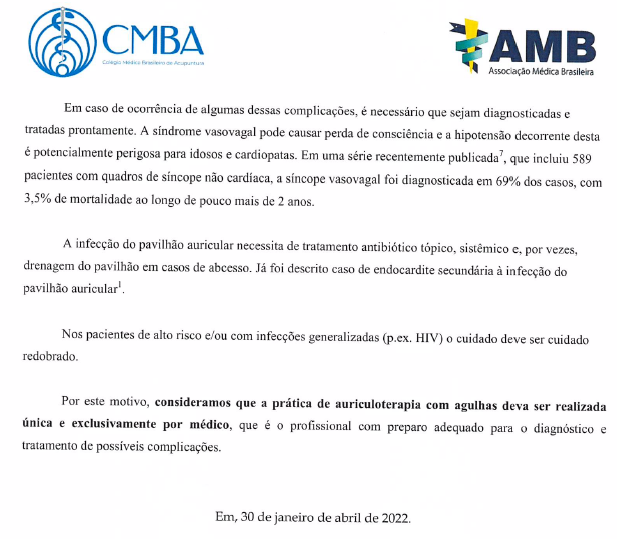 CMBA
Colégio Médico Brasileiro de Acupuntura
AMB
Associação Médica Brasileira
Em caso de ocorrência de algumas dessas complicações, é necessário que sejam diagnosticadas e
tratadas prontamente. A síndrome vasovagal pode causar perda de consciência e a hipotensão decorrente desta
é potencialmente perigosa para idosos e cardiopatas. Em uma série recentemente publicada⁷, que incluiu 589
pacientes com quadros de síncope não cardíaca, a síncope vasovagal foi diagnosticada em 69% dos casos, com
3,5% de mortalidade ao longo de pouco mais de 2 anos.
A infecção do pavilhão auricular necessita de tratamento antibiótico tópico, sistêmico e, por vezes,
drenagem do pavilhão em casos de abcesso. Já foi descrito caso de endocardite secundária à infecção do
pavilhão auricular¹.
Nos pacientes de alto risco e/ou com infecções generalizadas (p.ex. HIV) o cuidado deve ser cuidado
redobrado.
Por este motivo, consideramos que a prática de auriculoterapia com agulhas deva ser realizada
única e exclusivamente por médico, que é o profissional com preparo adequado para o diagnóstico e
tratamento de possíveis complicações.
Em, 30 de janeiro de abril de 2022.